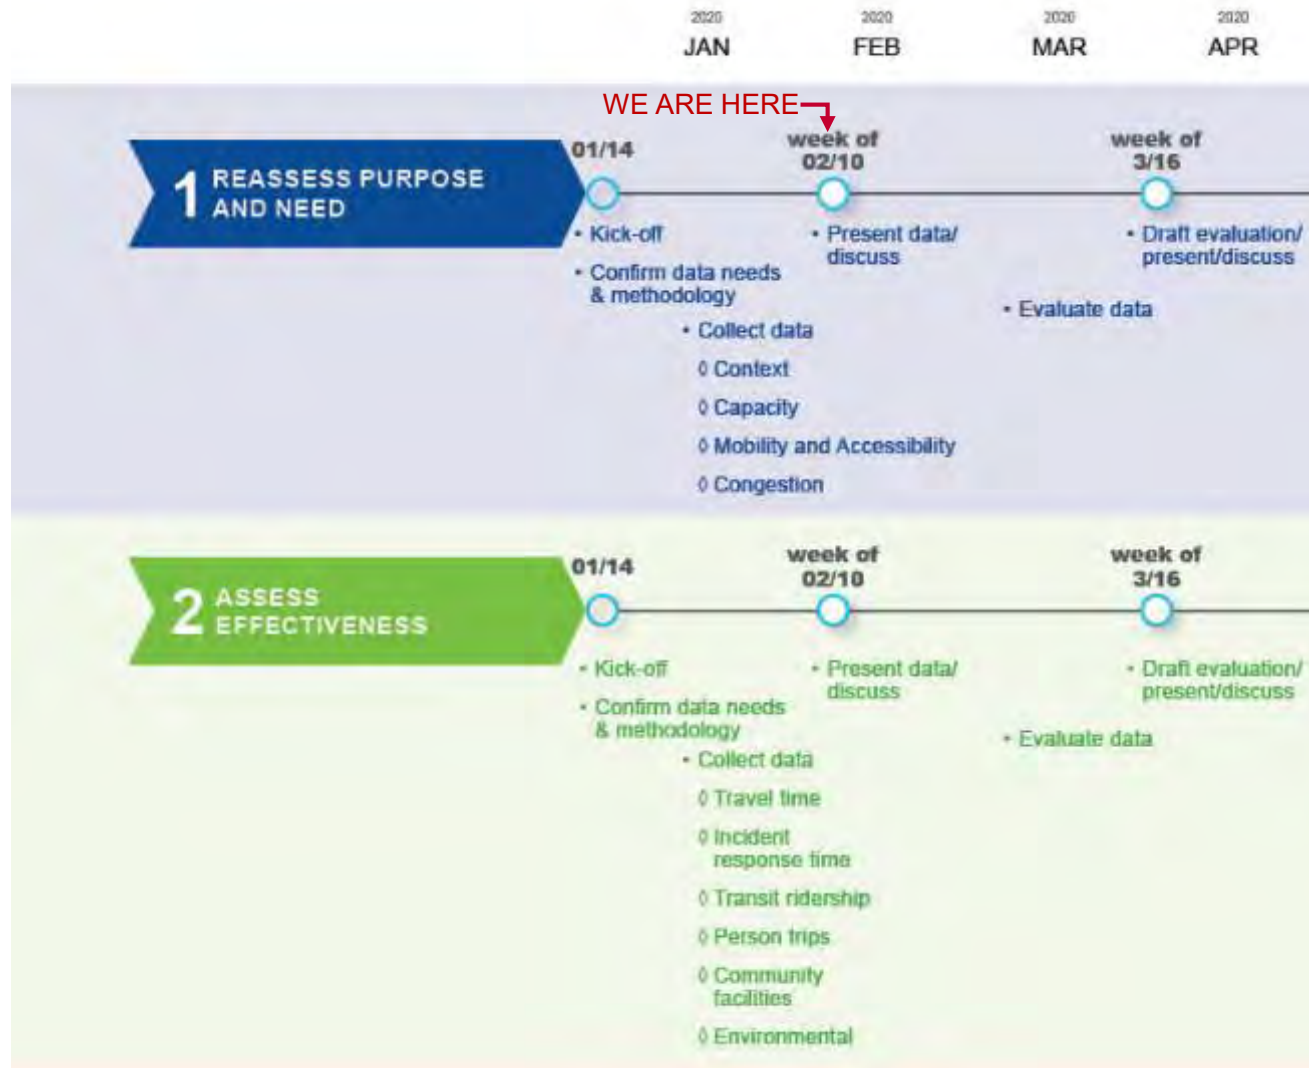 2020 2020 2020 2020
JAN FEB MAR APR
WE ARE HERE
1 REASSESS PURPOSE
AND NEED
01/14
week of
02/10
week of
3/16
• Kick-off
• Confirm data needs
& methodology
• Collect data
◊ Context
◊ Capacity
◊ Mobility and Accessibility
◊ Congestion
• Present data/
discuss
• Evaluate data
• Draft evaluation/
present/discuss
2 ASSESS
EFFECTIVENESS
01/14
week of
02/10
week of
3/16
• Kick-off
• Confirm data needs
& methodology
• Collect data
◊ Travel time
◊ Incident
response time
◊ Transit ridership
◊ Person trips
◊ Community
facilities
◊ Environmental
• Present data/
discuss
• Evaluate data
• Draft evaluation/
present/discuss